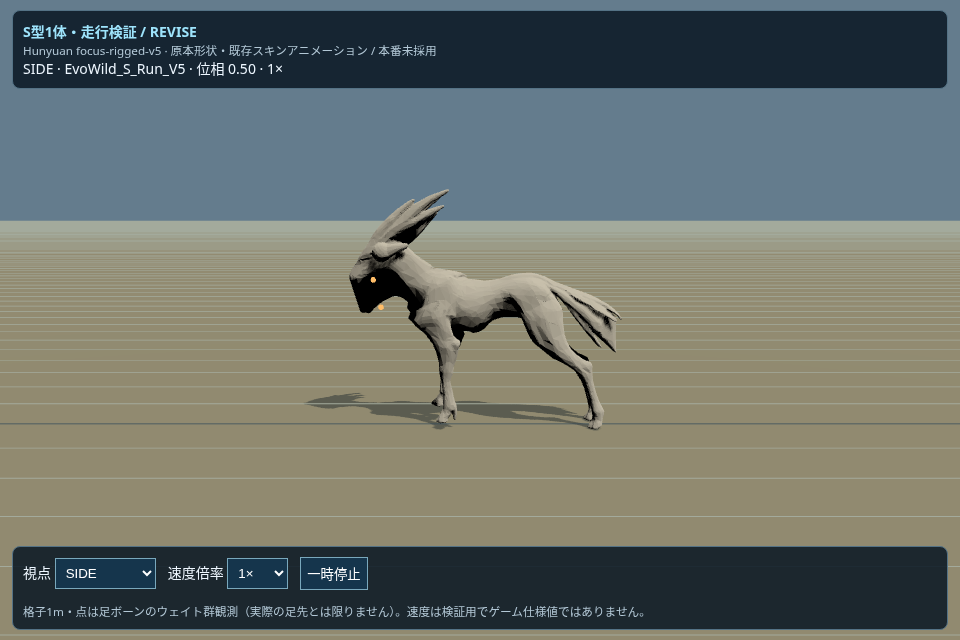 S型1体・走行検証 / REVISE
Hunyuan focus-rigged-v5 · 原本形状・既存スキンアニメーション / 本番未採用
SIDE · EvoWild_S_Run_V5 · 位相 0.50 · 1×
視点 SIDE 速度倍率 1× 一時停止
格子1m・点は足ボーンのウェイト群観測（実際の足先とは限りません）。速度は検証用でゲーム仕様値ではありません。